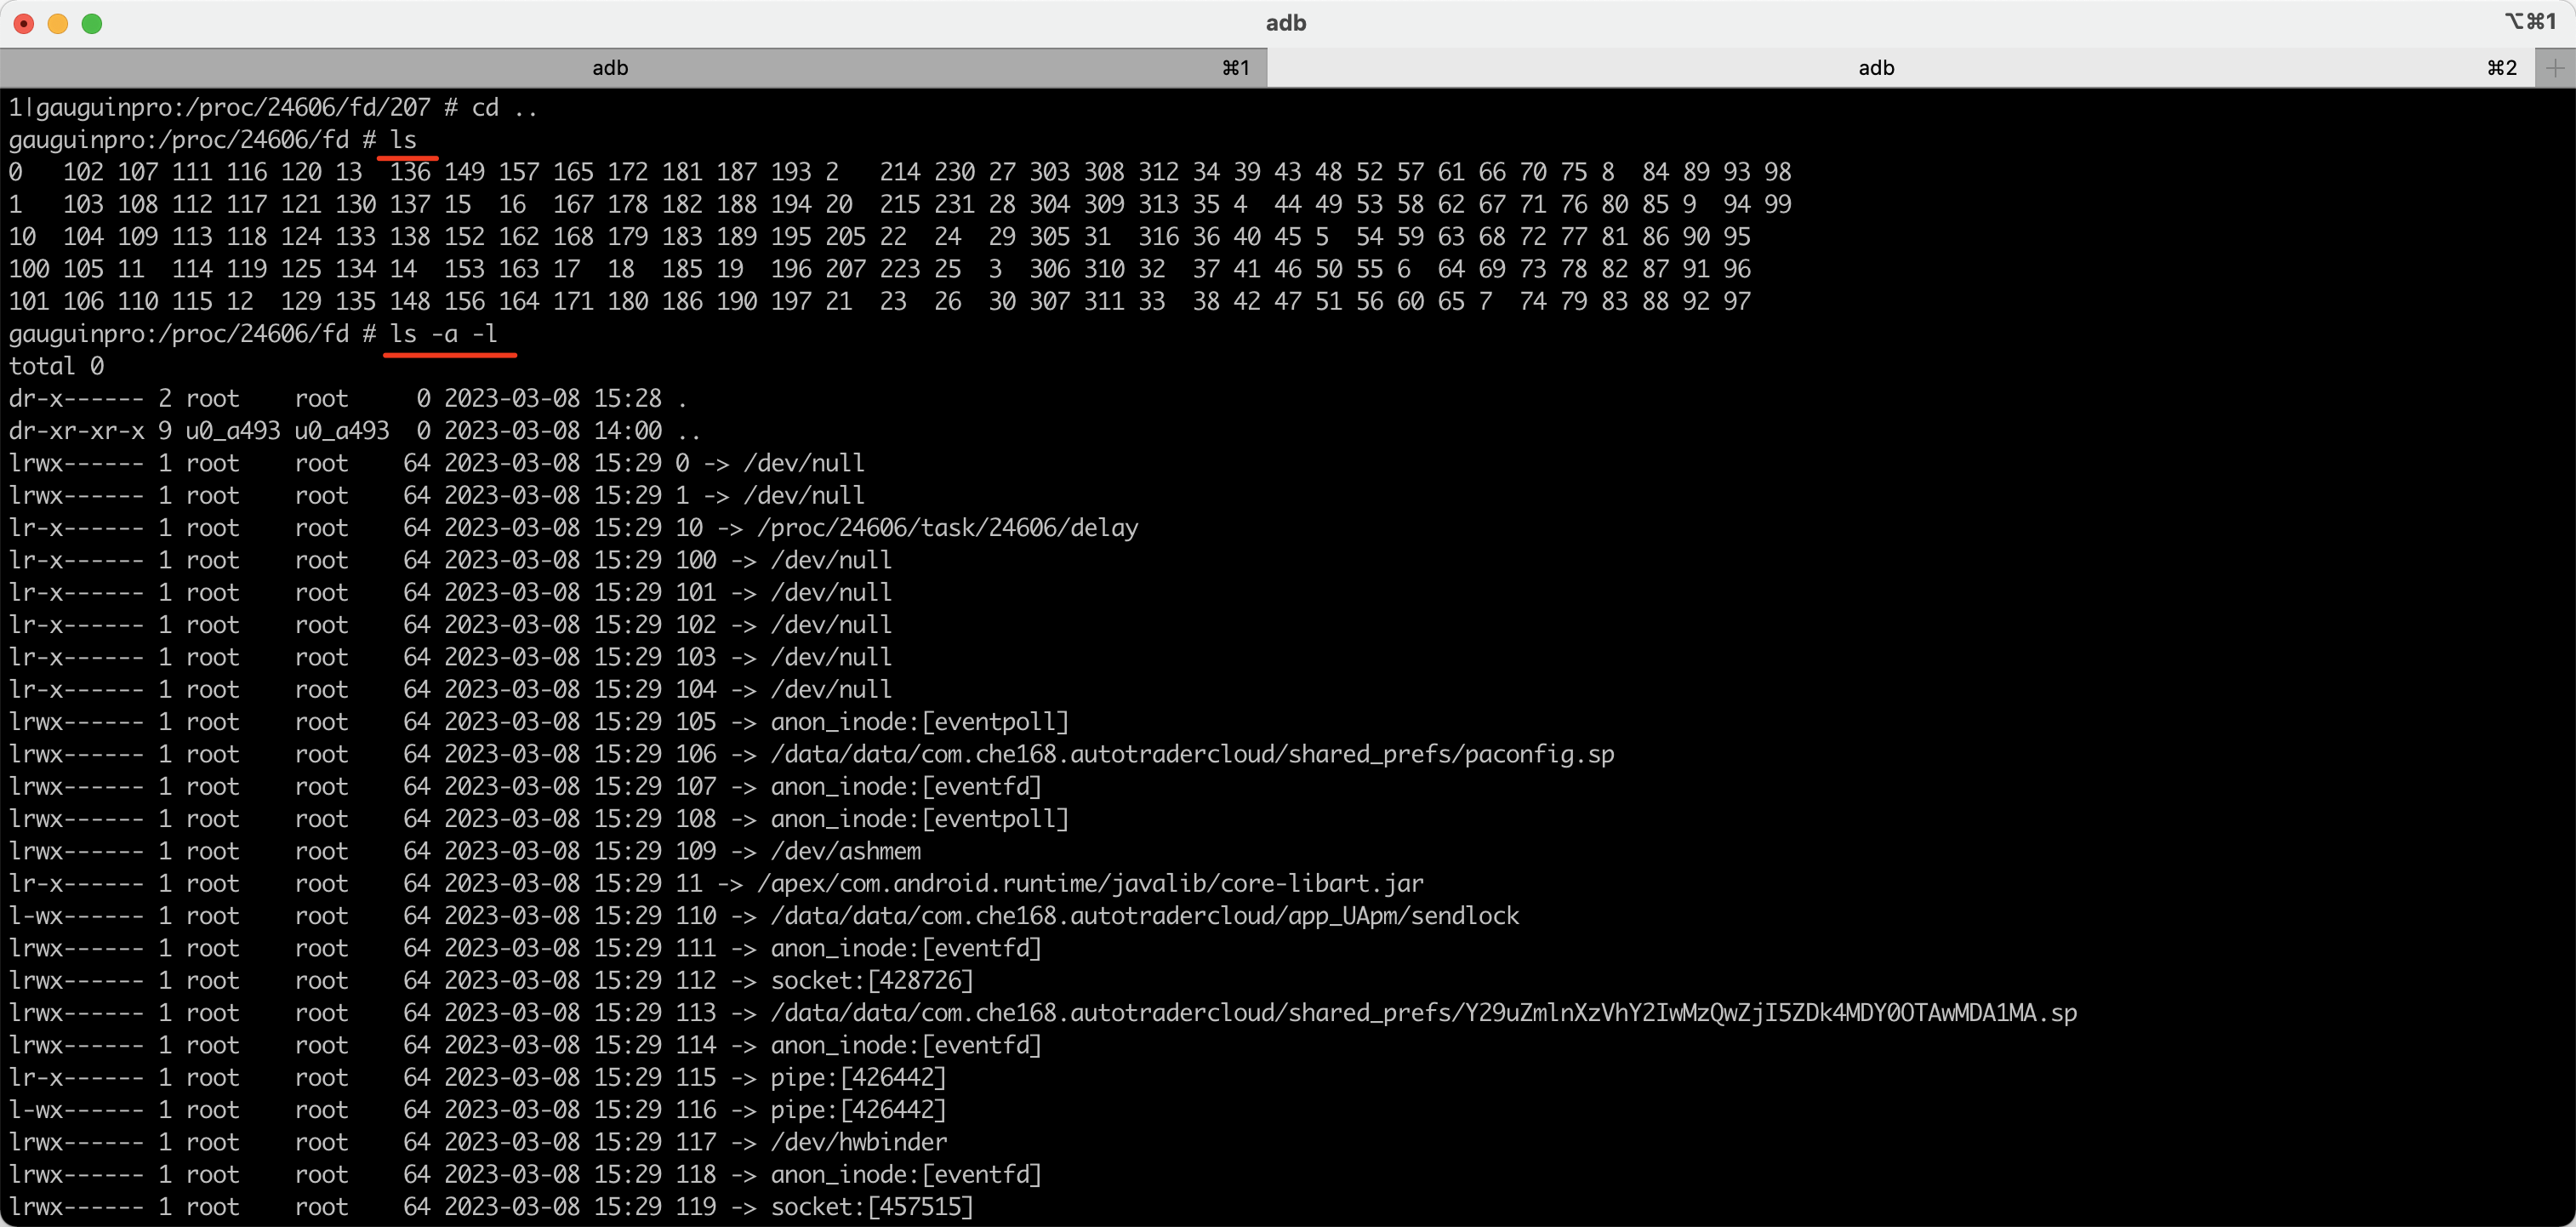 adb
⌥⌘1
adb ⌘1 adb ⌘2 +
1|gauguinpro:/proc/24606/fd/207 # cd ..
gauguinpro:/proc/24606/fd # ls
0   102 107 111 116 120 13  136 149 157 165 172 181 187 193 2   214 230 27 303 308 312 34 39 43 48 52 57 61 66 70 75 8  84 89 93 98
1   103 108 112 117 121 130 137 15  16  167 178 182 188 194 20  215 231 28 304 309 313 35 4  44 49 53 58 62 67 71 76 80 85 9  94 99
10  104 109 113 118 124 133 138 152 162 168 179 183 189 195 205 22  24  29 305 31  316 36 40 45 5  54 59 63 68 72 77 81 86 90 95
100 105 11  114 119 125 134 14  153 163 17  18  185 19  196 207 223 25  3  306 310 32  37 41 46 50 55 6  64 69 73 78 82 87 91 96
101 106 110 115 12  129 135 148 156 164 171 180 186 190 197 21  23  26  30 307 311 33  38 42 47 51 56 60 65 7  74 79 83 88 92 97
gauguinpro:/proc/24606/fd # ls -a -l
total 0
dr-x------ 2 root    root     0 2023-03-08 15:28 .
dr-xr-xr-x 9 u0_a493 u0_a493  0 2023-03-08 14:00 ..
lrwx------ 1 root    root    64 2023-03-08 15:29 0 -> /dev/null
lrwx------ 1 root    root    64 2023-03-08 15:29 1 -> /dev/null
lr-x------ 1 root    root    64 2023-03-08 15:29 10 -> /proc/24606/task/24606/delay
lr-x------ 1 root    root    64 2023-03-08 15:29 100 -> /dev/null
lr-x------ 1 root    root    64 2023-03-08 15:29 101 -> /dev/null
lr-x------ 1 root    root    64 2023-03-08 15:29 102 -> /dev/null
lr-x------ 1 root    root    64 2023-03-08 15:29 103 -> /dev/null
lr-x------ 1 root    root    64 2023-03-08 15:29 104 -> /dev/null
lrwx------ 1 root    root    64 2023-03-08 15:29 105 -> anon_inode:[eventpoll]
lrwx------ 1 root    root    64 2023-03-08 15:29 106 -> /data/data/com.che168.autotradercloud/shared_prefs/paconfig.sp
lrwx------ 1 root    root    64 2023-03-08 15:29 107 -> anon_inode:[eventfd]
lrwx------ 1 root    root    64 2023-03-08 15:29 108 -> anon_inode:[eventpoll]
lrwx------ 1 root    root    64 2023-03-08 15:29 109 -> /dev/ashmem
lr-x------ 1 root    root    64 2023-03-08 15:29 11 -> /apex/com.android.runtime/javalib/core-libart.jar
l-wx------ 1 root    root    64 2023-03-08 15:29 110 -> /data/data/com.che168.autotradercloud/app_UApm/sendlock
lrwx------ 1 root    root    64 2023-03-08 15:29 111 -> anon_inode:[eventfd]
lrwx------ 1 root    root    64 2023-03-08 15:29 112 -> socket:[428726]
lrwx------ 1 root    root    64 2023-03-08 15:29 113 -> /data/data/com.che168.autotradercloud/shared_prefs/Y29uZmlnXzVhY2IwMzQwZjI5ZDk4MDY0OTAwMDA1MA.sp
lrwx------ 1 root    root    64 2023-03-08 15:29 114 -> anon_inode:[eventfd]
lr-x------ 1 root    root    64 2023-03-08 15:29 115 -> pipe:[426442]
l-wx------ 1 root    root    64 2023-03-08 15:29 116 -> pipe:[426442]
lrwx------ 1 root    root    64 2023-03-08 15:29 117 -> /dev/hwbinder
lrwx------ 1 root    root    64 2023-03-08 15:29 118 -> anon_inode:[eventfd]
lrwx------ 1 root    root    64 2023-03-08 15:29 119 -> socket:[457515]